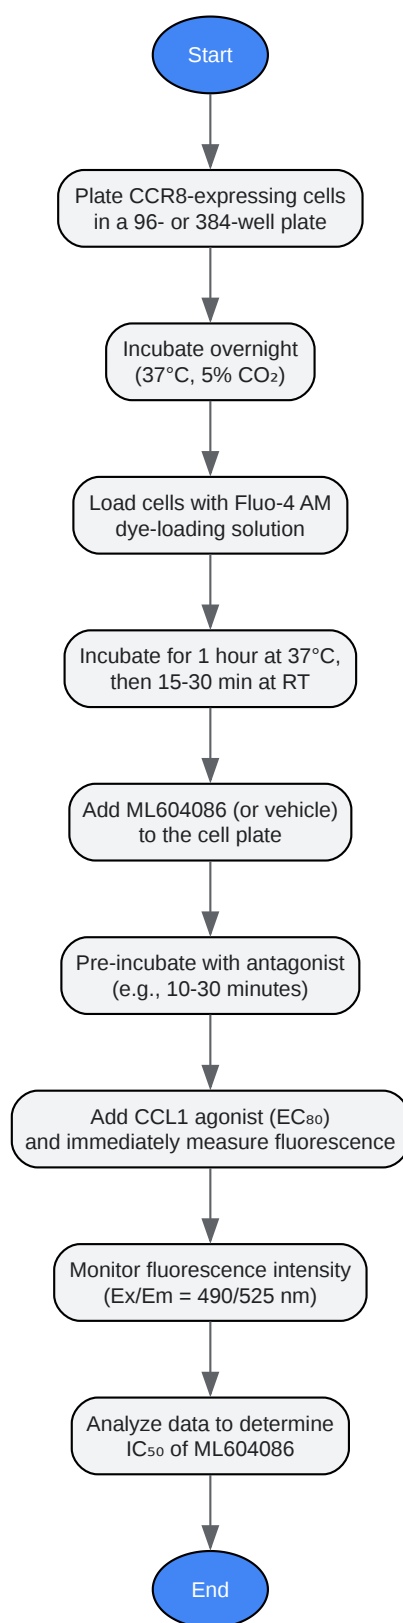 Start
Plate CCR8-expressing cells
in a 96- or 384-well plate
Incubate overnight
(37°C, 5% CO₂)
Load cells with Fluo-4 AM
dye-loading solution
Incubate for 1 hour at 37°C,
then 15-30 min at RT
Add ML604086 (or vehicle)
to the cell plate
Pre-incubate with antagonist
(e.g., 10-30 minutes)
Add CCL1 agonist (EC₈₀)
and immediately measure fluorescence
Monitor fluorescence intensity
(Ex/Em = 490/525 nm)
Analyze data to determine
IC₅₀ of ML604086
End